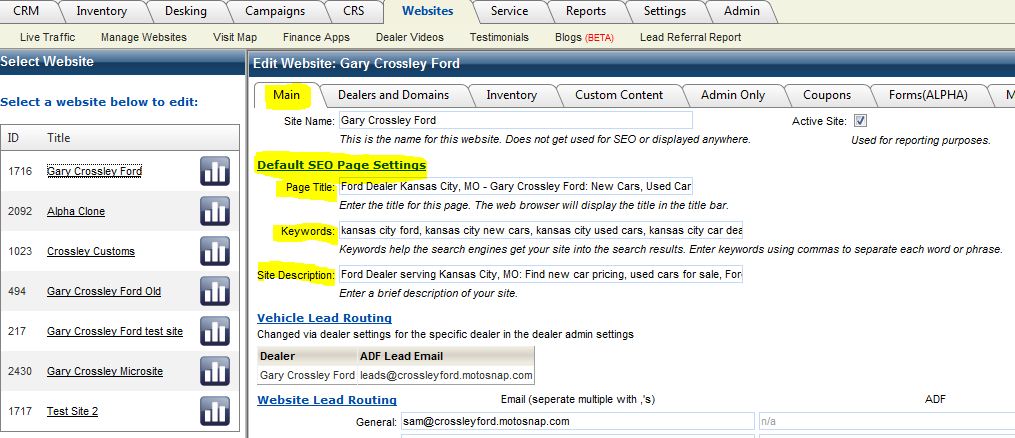 CRM Inventory Desking Campaigns CRS Websites Service Reports Settings Admin
Live Traffic Manage Websites Visit Map Finance Apps Dealer Videos Testimonials Blogs (BETA) Lead Referral Report
Select Website
Select a website below to edit:
ID Title
1716 Gary Crossley Ford
2092 Alpha Clone
1023 Crossley Customs
494 Gary Crossley Ford Old
217 Gary Crossley Ford test site
2430 Gary Crossley Microsite
1717 Test Site 2
Edit Website: Gary Crossley Ford
Main Dealers and Domains Inventory Custom Content Admin Only Coupons Forms(ALPHA) M
Site Name: Gary Crossley Ford Active Site:
This is the name for this website. Does not get used for SEO or displayed anywhere. Used for reporting purposes.
Default SEO Page Settings
Page Title: Ford Dealer Kansas City, MO - Gary Crossley Ford: New Cars, Used Car
Enter the title for this page. The web browser will display the title in the title bar.
Keywords: kansas city ford, kansas city new cars, kansas city used cars, kansas city car dea
Keywords help the search engines get your site into the search results. Enter keywords using commas to separate each word or phrase.
Site Description: Ford Dealer serving Kansas City, MO: Find new car pricing, used cars for sale, For
Enter a brief description of your site.
Vehicle Lead Routing
Changed via dealer settings for the specific dealer in the dealer admin settings
Dealer ADF Lead Email
Gary Crossley Ford leads@crossleyford.motosnap.com
Website Lead Routing Email (seperate multiple with ,'s) ADF
General: sam@crossleyford.motosnap.com n/a